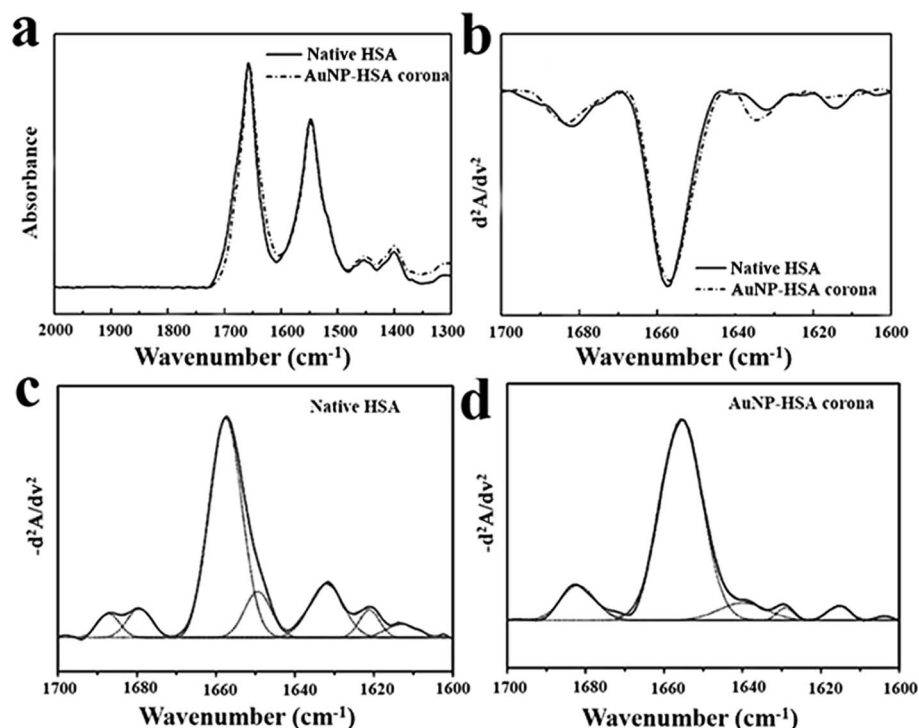 a
Absorbance
Native HSA
AuNP-HSA corona
2000 1900 1800 1700 1600 1500 1400 1300
Wavenumber (cm-1)
b
d2A/dv2
Native HSA
AuNP-HSA corona
1700 1680 1660 1640 1620 1600
Wavenumber (cm-1)
c
-d2A/dv2
Native HSA
1700 1680 1660 1640 1620 1600
Wavenumber (cm-1)
d
-d2A/dv2
AuNP-HSA corona
1700 1680 1660 1640 1620 1600
Wavenumber (cm-1)